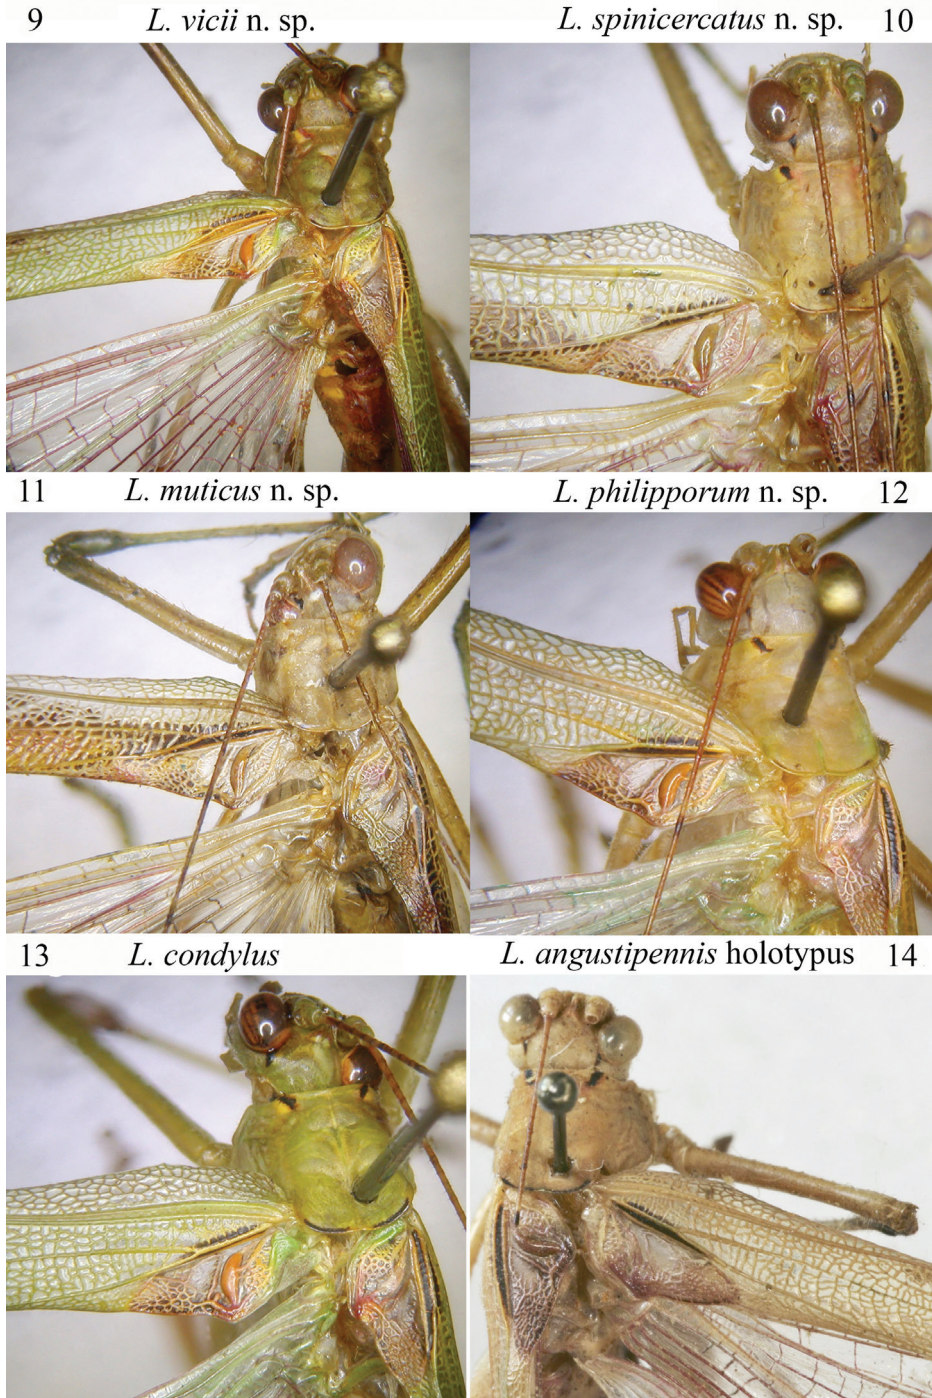 9 L. vicii n. sp.
L. spinicercatus n. sp. 10
11 L. muticus n. sp.
L. philipporum n. sp. 12
13 L. condylus
L. angustipennis holotypus 14